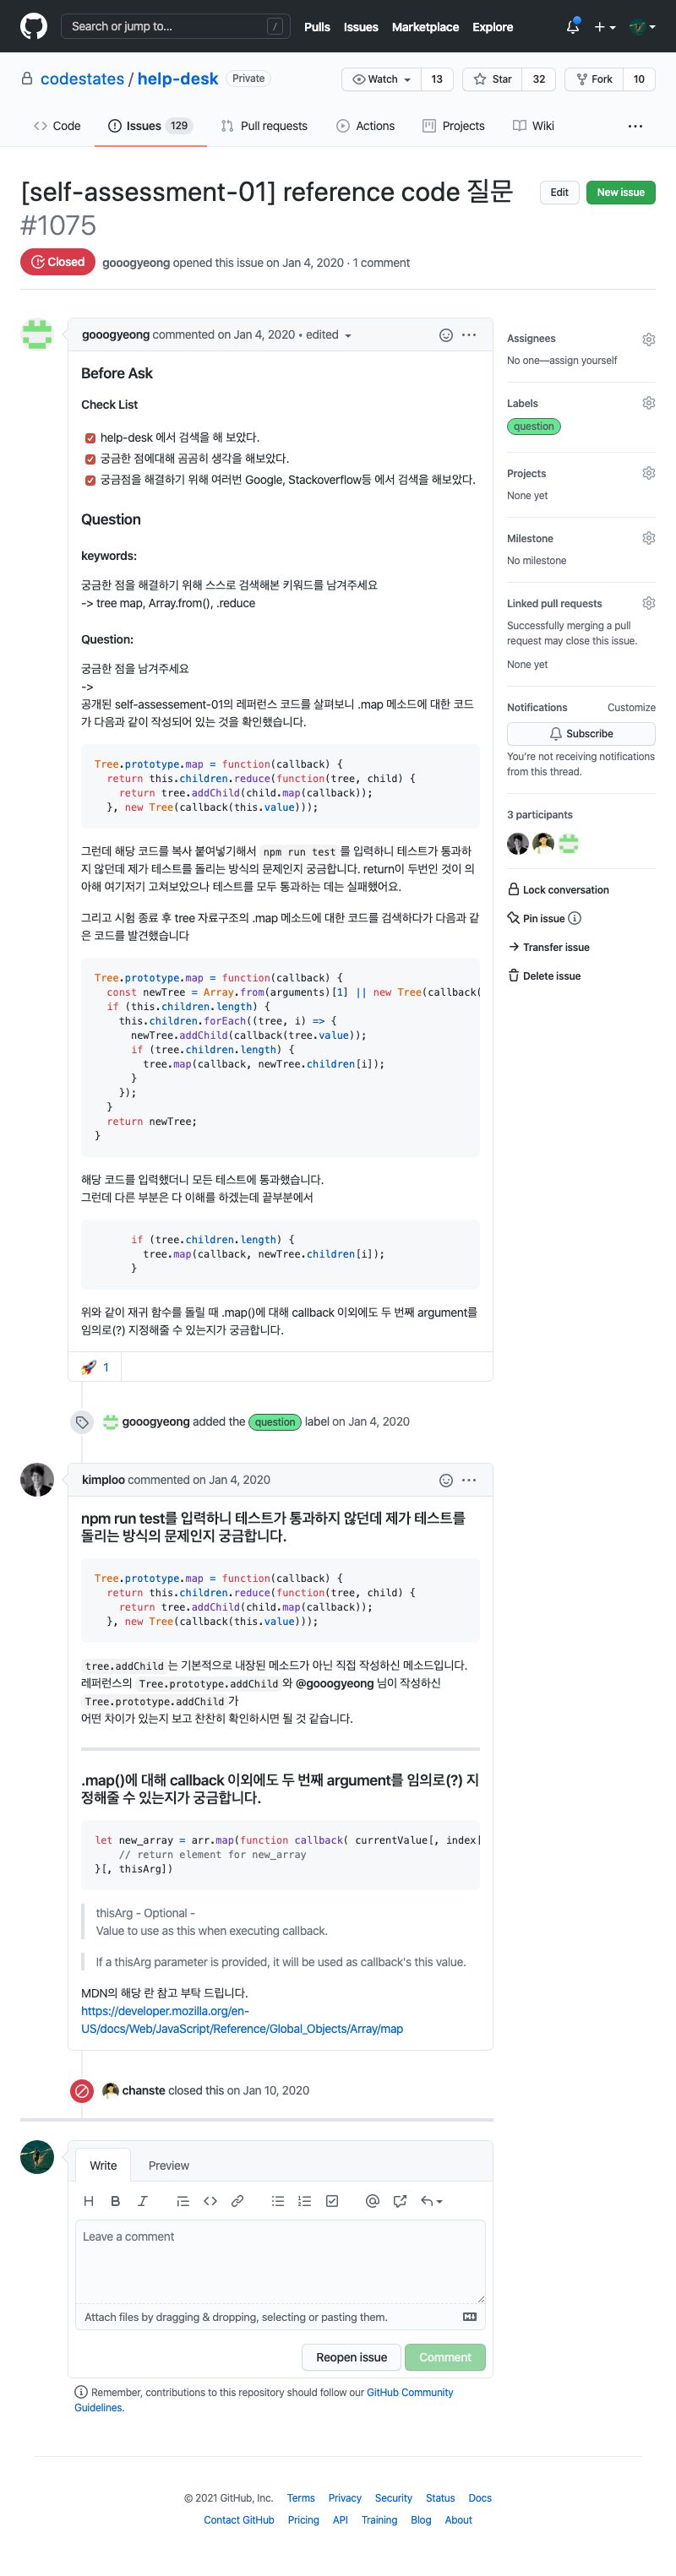 Search or jump to... /
Pulls Issues Marketplace Explore
codestates / help-desk Private
Watch 13 Star 32 Fork 10
Code Issues 129 Pull requests Actions Projects Wiki
[self-assessment-01] reference code 질문
#1075
Edit New issue
Closed gooogyeong opened this issue on Jan 4, 2020 · 1 comment
gooogyeong commented on Jan 4, 2020 • edited
Before Ask
Check List
help-desk 에서 검색을 해 보았다.
궁금한 점에대해 곰곰히 생각을 해보았다.
궁금점을 해결하기 위해 여러번 Google, Stackoverflow등 에서 검색을 해보았다.
Question
keywords:
궁금한 점을 해결하기 위해 스스로 검색해본 키워드를 남겨주세요
-> tree map, Array.from(), .reduce
Question:
궁금한 점을 남겨주세요
->
공개된 self-assessement-01의 레퍼런스 코드를 살펴보니 .map 메소드에 대한 코드
가 다음과 같이 작성되어 있는 것을 확인했습니다.
Tree.prototype.map = function(callback) {
return this.children.reduce(function(tree, child) {
return tree.addChild(child.map(callback));
}, new Tree(callback(this.value)));
그런데 해당 코드를 복사 붙여넣기해서 npm run test 를 입력하니 테스트가 통과하
지 않던데 제가 테스트를 돌리는 방식의 문제인지 궁금합니다. return이 두번인 것이 의
아해 여기저기 고쳐보았으나 테스트를 모두 통과하는 데는 실패했어요.
그리고 시험 종료 후 tree 자료구조의 .map 메소드에 대한 코드를 검색하다가 다음과 같
은 코드를 발견했습니다
Tree.prototype.map = function(callback) {
const newTree = Array.from(arguments)[1] || new Tree(callback(
if (this.children.length) {
this.children.forEach((tree, i) => {
newTree.addChild(callback(tree.value));
if (tree.children.length) {
tree.map(callback, newTree.children[i]);
}
});
}
return newTree;
}
해당 코드를 입력했더니 모든 테스트에 통과했습니다.
그런데 다른 부분은 다 이해를 하겠는데 끝부분에서
if (tree.children.length) {
tree.map(callback, newTree.children[i]);
}
위와 같이 재귀 함수를 돌릴 때 .map()에 대해 callback 이외에도 두 번째 argument를
임의로(?) 지정해줄 수 있는지가 궁금합니다.
1
gooogyeong added the question label on Jan 4, 2020
kimploo commented on Jan 4, 2020
npm run test를 입력하니 테스트가 통과하지 않던데 제가 테스트를
돌리는 방식의 문제인지 궁금합니다.
Tree.prototype.map = function(callback) {
return this.children.reduce(function(tree, child) {
return tree.addChild(child.map(callback));
}, new Tree(callback(this.value)));
tree.addChild 는 기본적으로 내장된 메소드가 아닌 직접 작성하신 메소드입니다.
레퍼런스의 Tree.prototype.addChild 와 @gooogyeong 님이 작성하신
Tree.prototype.addChild 가
어떤 차이가 있는지 보고 찬찬히 확인하시면 될 것 같습니다.
.map()에 대해 callback 이외에도 두 번째 argument를 임의로(?) 지
정해줄 수 있는지가 궁금합니다.
let new_array = arr.map(function callback( currentValue[, index[
// return element for new_array
}[, thisArg])
thisArg - Optional -
Value to use as this when executing callback.
If a thisArg parameter is provided, it will be used as callback's this value.
MDN의 해당 란 참고 부탁 드립니다.
https://developer.mozilla.org/en-
US/docs/Web/JavaScript/Reference/Global_Objects/Array/map
chanste closed this on Jan 10, 2020
Write Preview
H B I
Leave a comment
Attach files by dragging & dropping, selecting or pasting them.
Reopen issue Comment
Remember, contributions to this repository should follow our GitHub Community
Guidelines.
Assignees
No one—assign yourself
Labels
question
Projects
None yet
Milestone
No milestone
Linked pull requests
Successfully merging a pull
request may close this issue.
None yet
Notifications Customize
Subscribe
You're not receiving notifications
from this thread.
3 participants
Lock conversation
Pin issue
Transfer issue
Delete issue
© 2021 GitHub, Inc. Terms Privacy Security Status Docs
Contact GitHub Pricing API Training Blog About